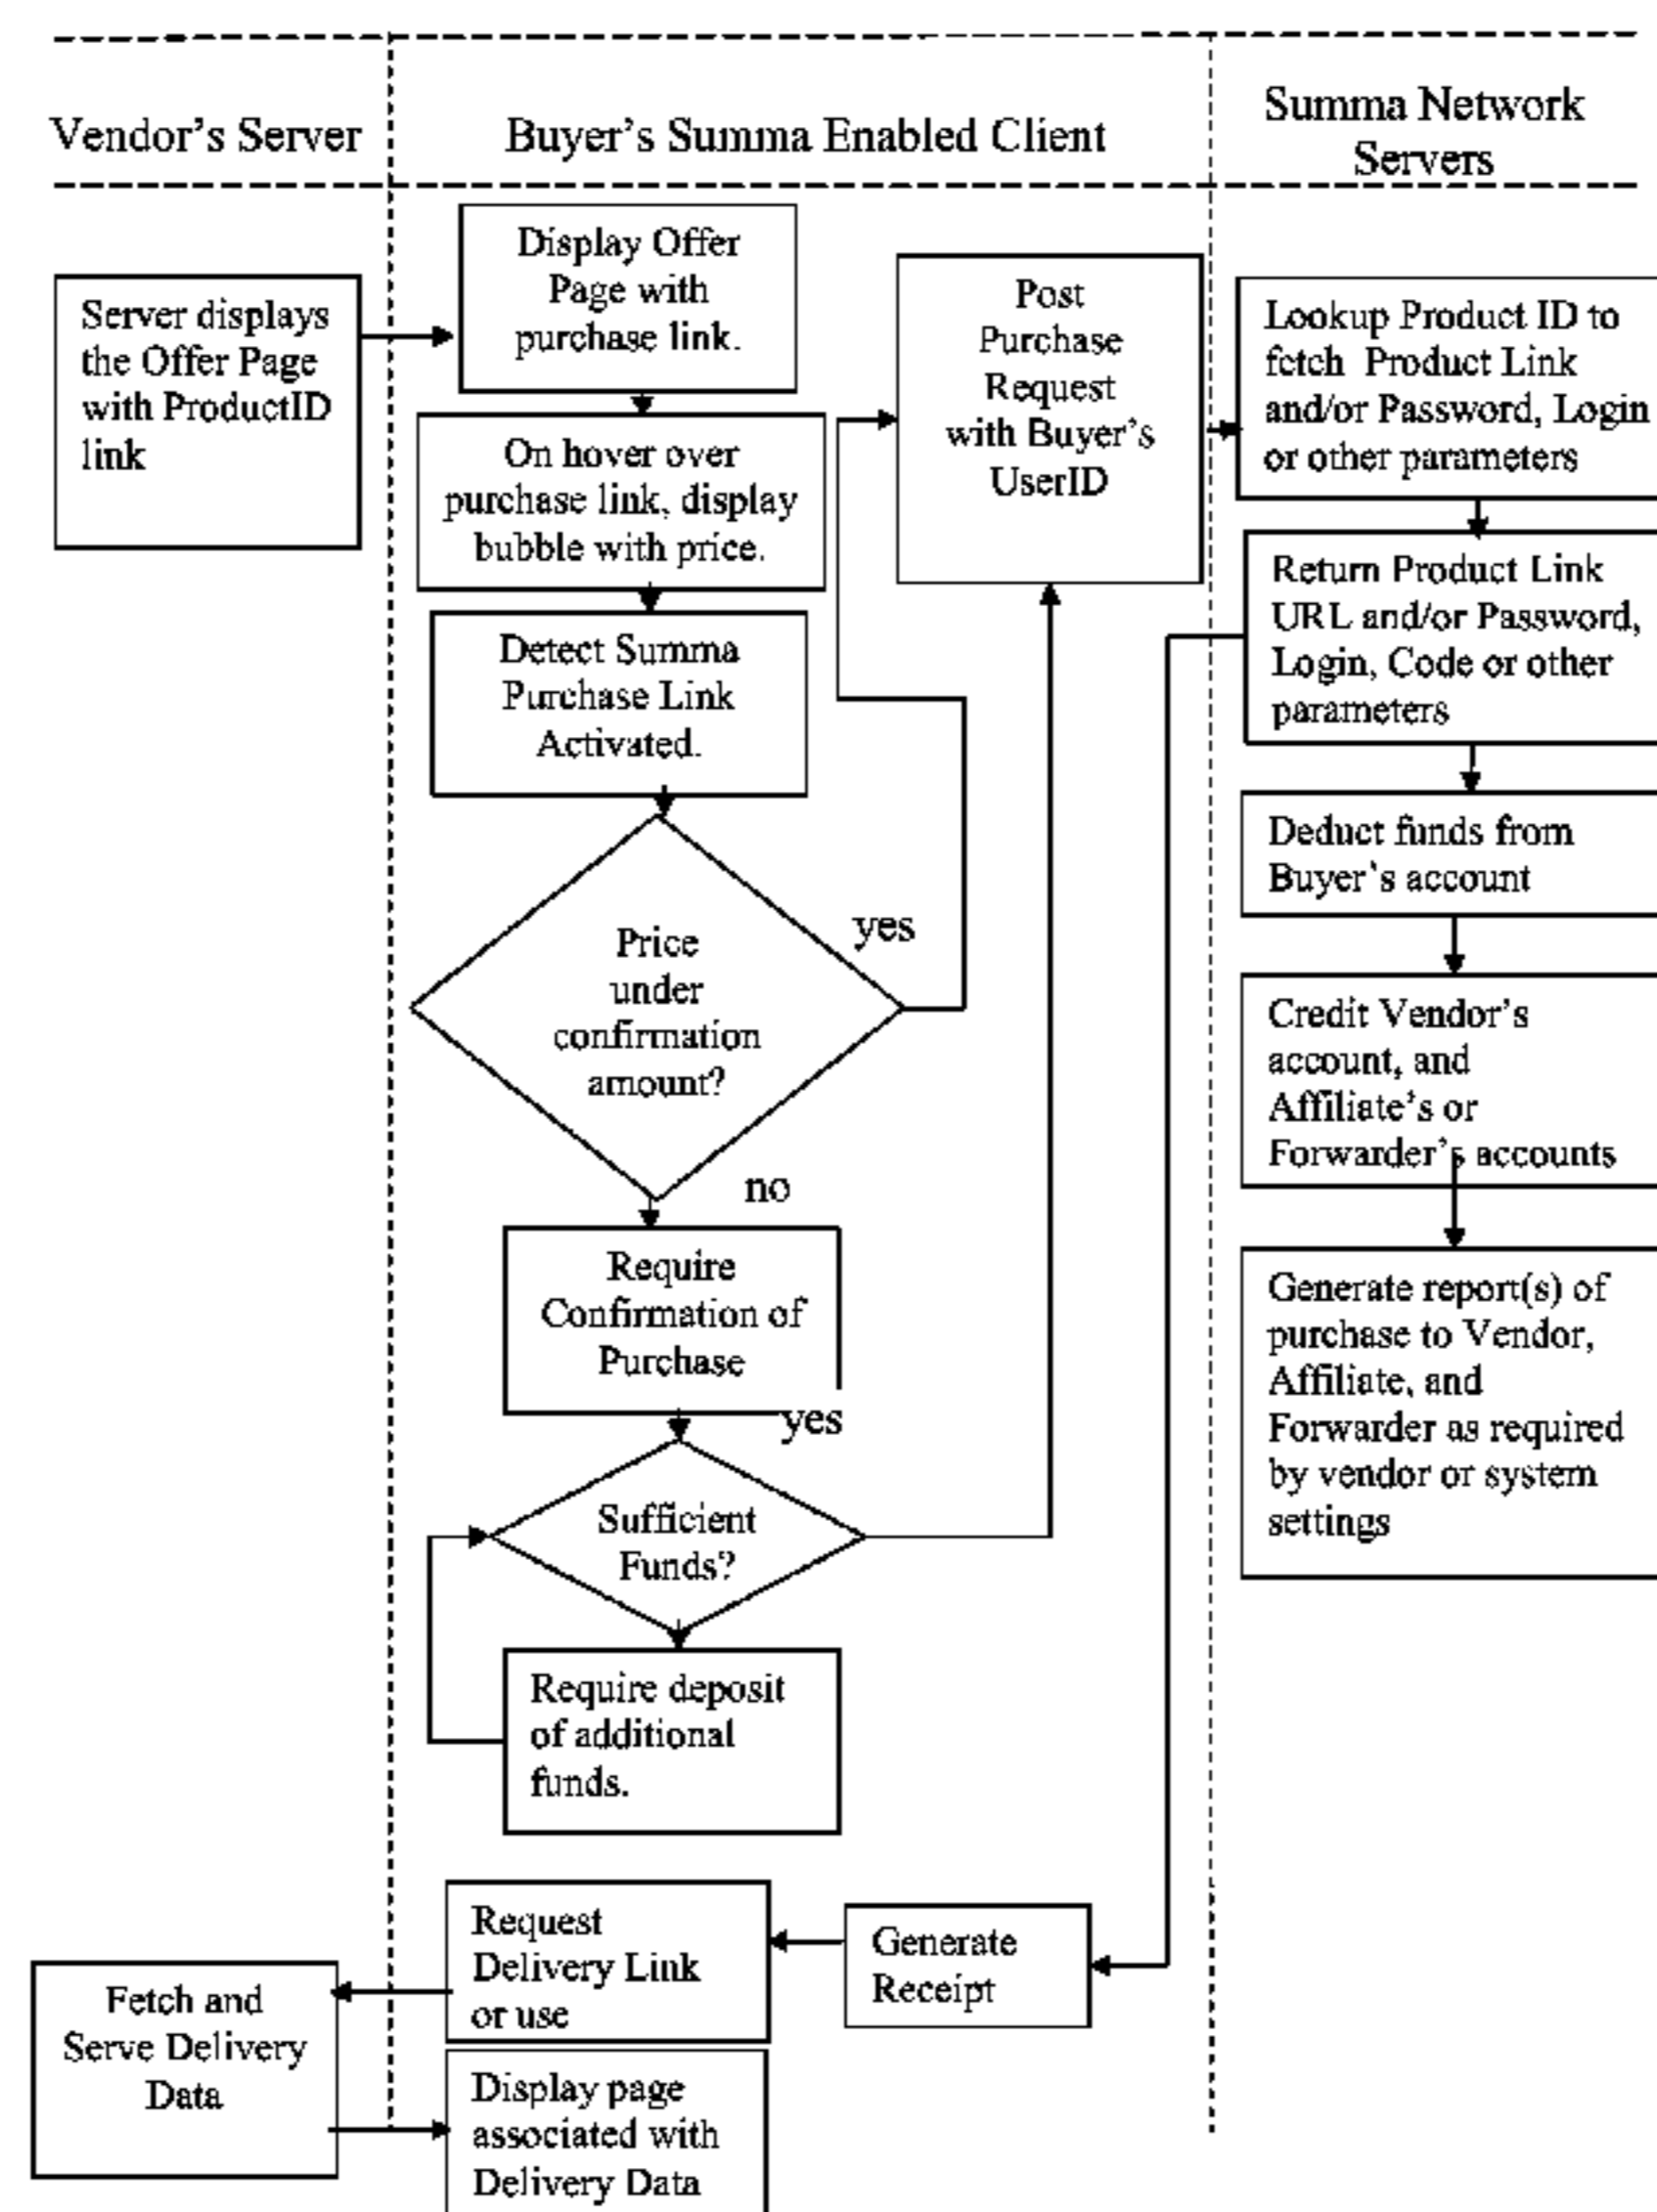 Vendor's Server
Buyer's Summa Enabled Client
Summa Network
Servers
Server displays
the Offer Page
with ProductID
link
Display Offer
Page with
purchase link.
On hover over
purchase link, display
bubble with price.
Detect Summa
Purchase Link
Activated.
Price
under
confirmation
amount?
yes
no
Require
Confirmation of
Purchase
yes
Sufficient
Funds?
Require deposit
of additional
funds.
Post
Purchase
Request
with Buyer's
UserID
Lookup Product ID to
fetch Product Link
and/or Password, Login
or other parameters
Return Product Link
URL and/or Password,
Login, Code or other
parameters
Deduct funds from
Buyer's account
Credit Vendor's
account, and
Affiliate's or
Forwarder's accounts
Generate report(s) of
purchase to Vendor,
Affiliate, and
Forwarder as required
by vendor or system
settings
Generate
Receipt
Request
Delivery Link
or use
Fetch and
Serve Delivery
Data
Display page
associated with
Delivery Data